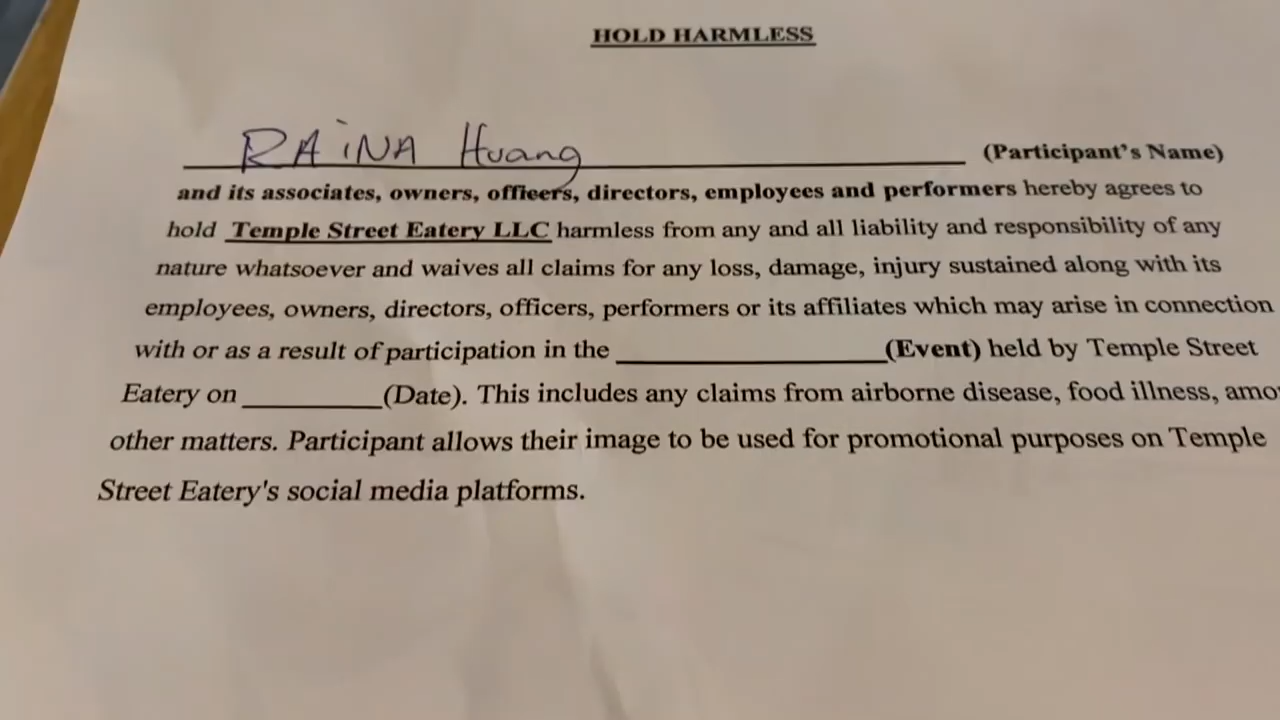 HOLD HARMLESS
RAiNA Huang (Participant's Name)
and its associates, owners, officers, directors, employees and performers hereby agrees to
hold Temple Street Eatery LLC harmless from any and all liability and responsibility of any
nature whatsoever and waives all claims for any loss, damage, injury sustained along with its
employees, owners, directors, officers, performers or its affiliates which may arise in connection
with or as a result of participation in the ____________________(Event) held by Temple Street
Eatery on __________(Date). This includes any claims from airborne disease, food illness, amo
other matters. Participant allows their image to be used for promotional purposes on Temple
Street Eatery's social media platforms.